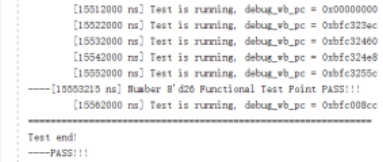 [15512000 ns] Test is running, debug_wb_pc = 0x00000000
[15522000 ns] Test is running, debug_wb_pc = 0xbfc323ec
[15532000 ns] Test is running, debug_wb_pc = 0xbfc32460
[15542000 ns] Test is running, debug_wb_pc = 0xbfc324e8
[15552000 ns] Test is running, debug_wb_pc = 0xbfc3255c
----[15553215 ns] Number 8'd26 Functional Test Point PASS!!!
[15562000 ns] Test is running, debug_wb_pc = 0xbfc008cc
==============================================================
Test end!
----PASS!!!